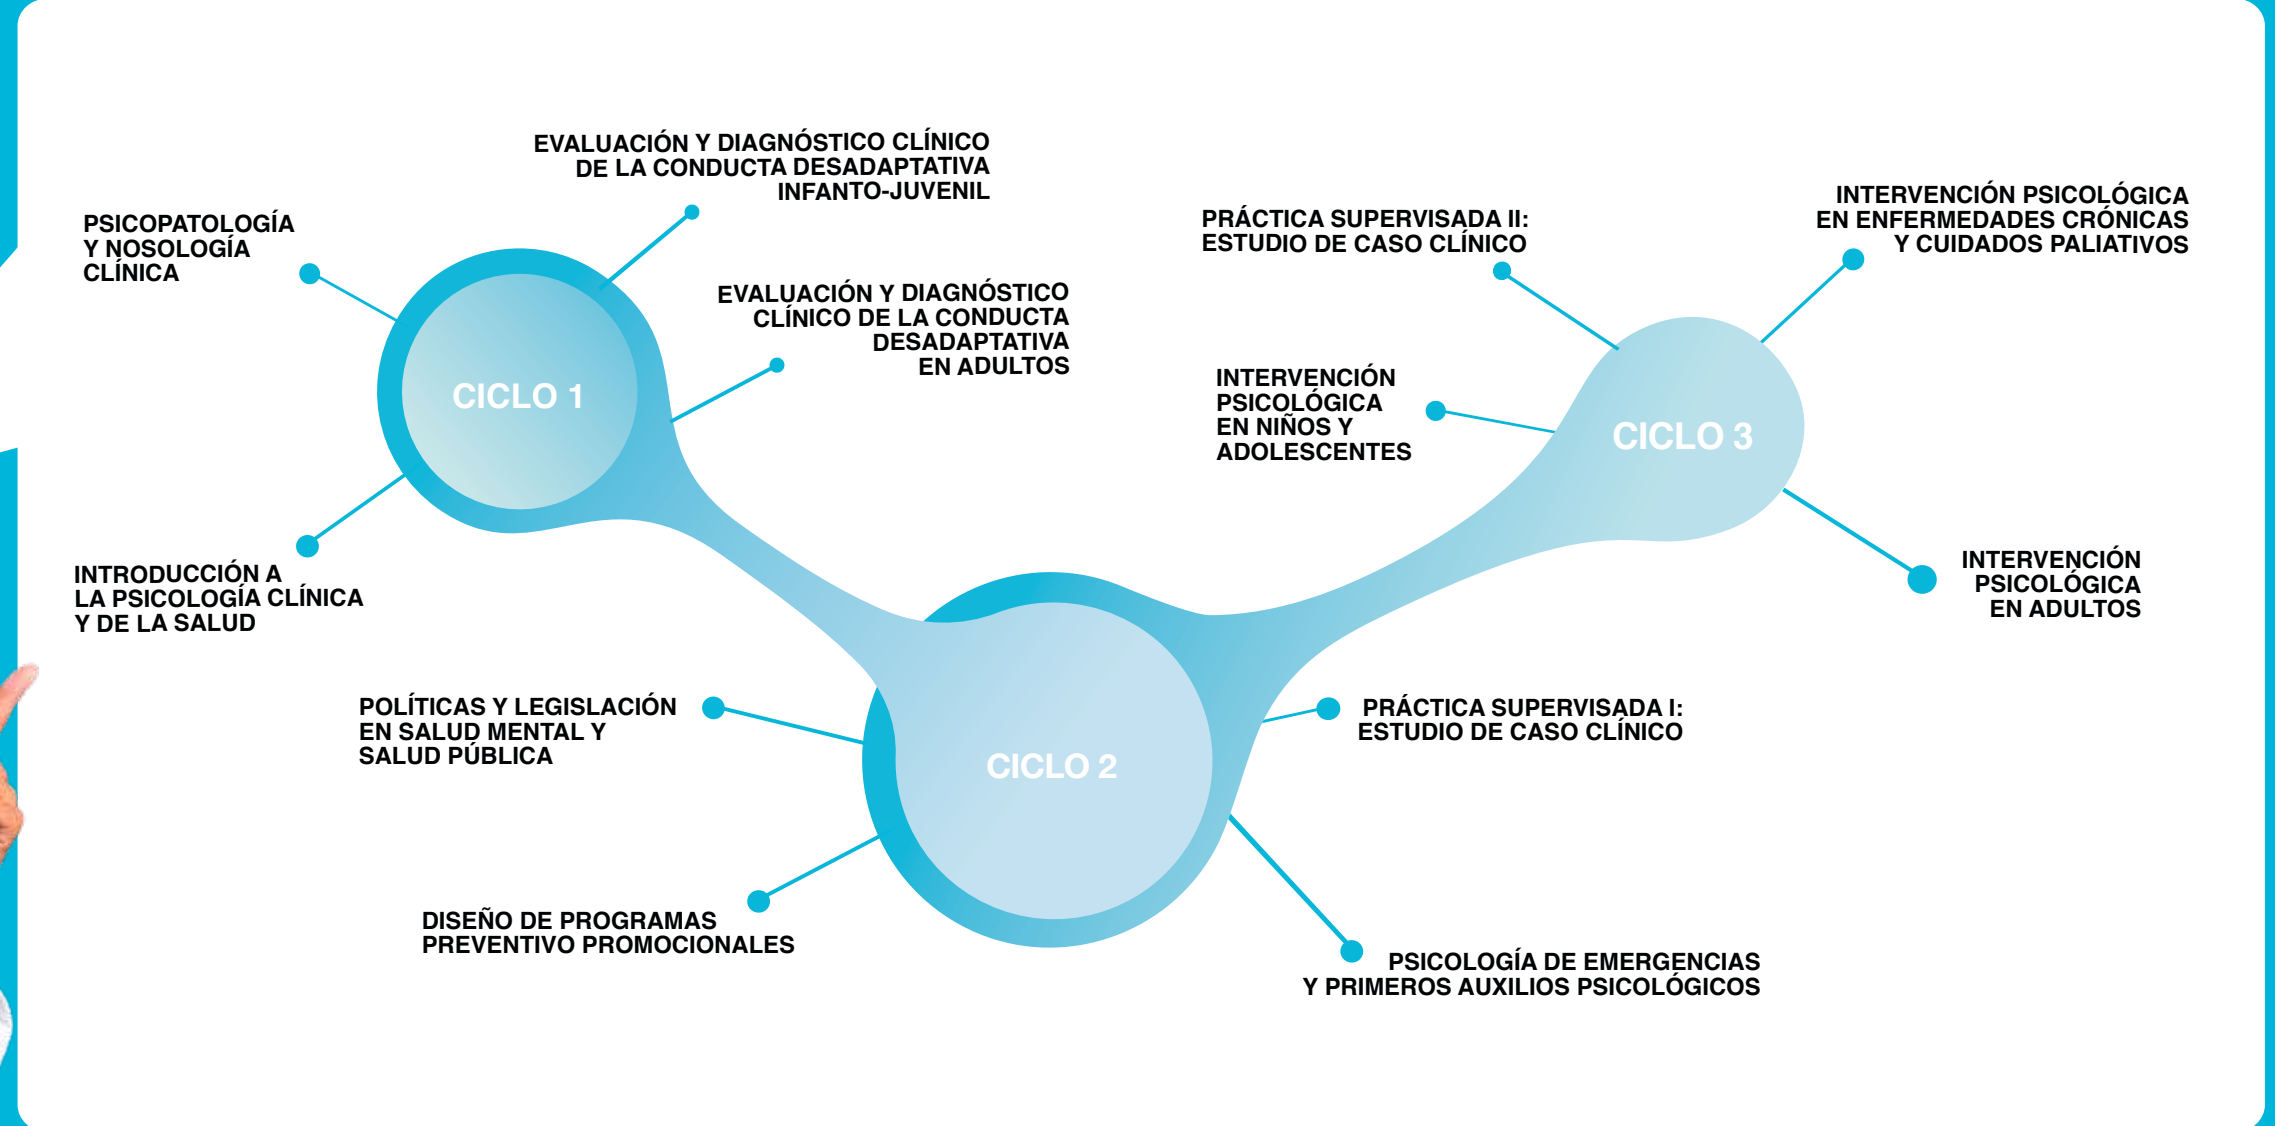 PSICOPATOLOGÍA
Y NOSOLOGÍA
CLÍNICA
EVALUACIÓN Y DIAGNÓSTICO CLÍNICO
DE LA CONDUCTA DESADAPTATIVA
INFANTO-JUVENIL
EVALUACIÓN Y DIAGNÓSTICO
CLÍNICO DE LA CONDUCTA
DESADAPTATIVA
EN ADULTOS
CICLO 1
INTRODUCCIÓN A
LA PSICOLOGÍA CLÍNICA
Y DE LA SALUD
POLÍTICAS Y LEGISLACIÓN
EN SALUD MENTAL Y
SALUD PÚBLICA
CICLO 2
DISEÑO DE PROGRAMAS
PREVENTIVO PROMOCIONALES
PRÁCTICA SUPERVISADA I:
ESTUDIO DE CASO CLÍNICO
PSICOLOGÍA DE EMERGENCIAS
Y PRIMEROS AUXILIOS PSICOLÓGICOS
PRÁCTICA SUPERVISADA II:
ESTUDIO DE CASO CLÍNICO
INTERVENCIÓN PSICOLÓGICA
EN ENFERMEDADES CRÓNICAS
Y CUIDADOS PALIATIVOS
INTERVENCIÓN
PSICOLÓGICA
EN NIÑOS Y
ADOLESCENTES
CICLO 3
INTERVENCIÓN
PSICOLÓGICA
EN ADULTOS